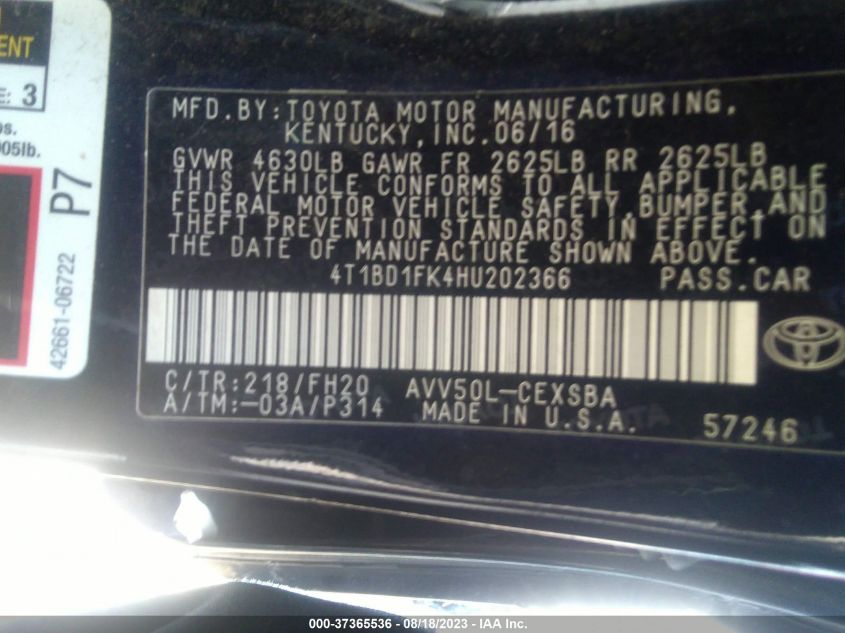 ENT
E: 3
os.
005lb.
P7
42661-06722
MFD.BY:TOYOTA MOTOR MANUFACTURING,
KENTUCKY,INC.06/16
GVWR 4630LB GAWR FR 2625LB RR 2625LB
THIS VEHICLE CONFORMS TO ALL APPLICABLE
FEDERAL MOTOR VEHICLE SAFETY,BUMPER,AND
THEFT PREVENTION STANDARDS IN EFFECT ON
THE DATE OF MANUFACTURE SHOWN ABOVE.
4T1BD1FK4HU202366 PASS.CAR
C/TR:218/FH20 AVV50L-CEXSBA
A/TM:-03A/P314 MADE IN U.S.A.
57246
000-37365536 - 08/18/2023 - IAA Inc.